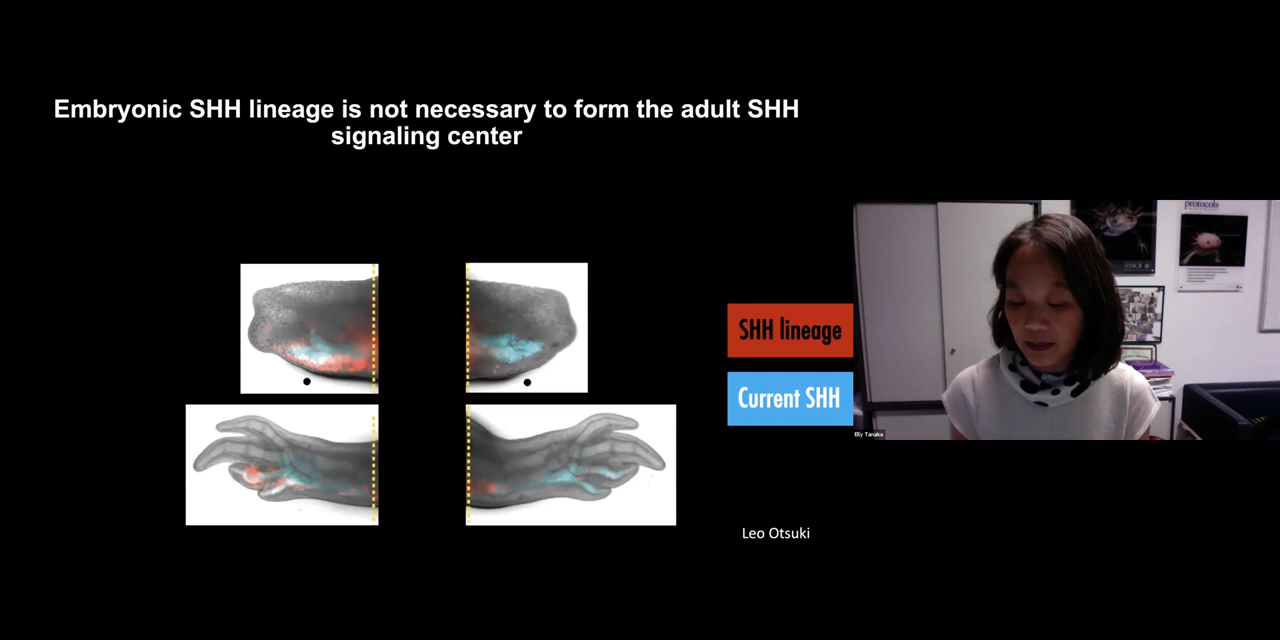 Embryonic SHH lineage is not necessary to form the adult SHH
signaling center
protocols
ISSCR
SHH lineage
Current SHH
Elly Tanaka
Leo Otsuki